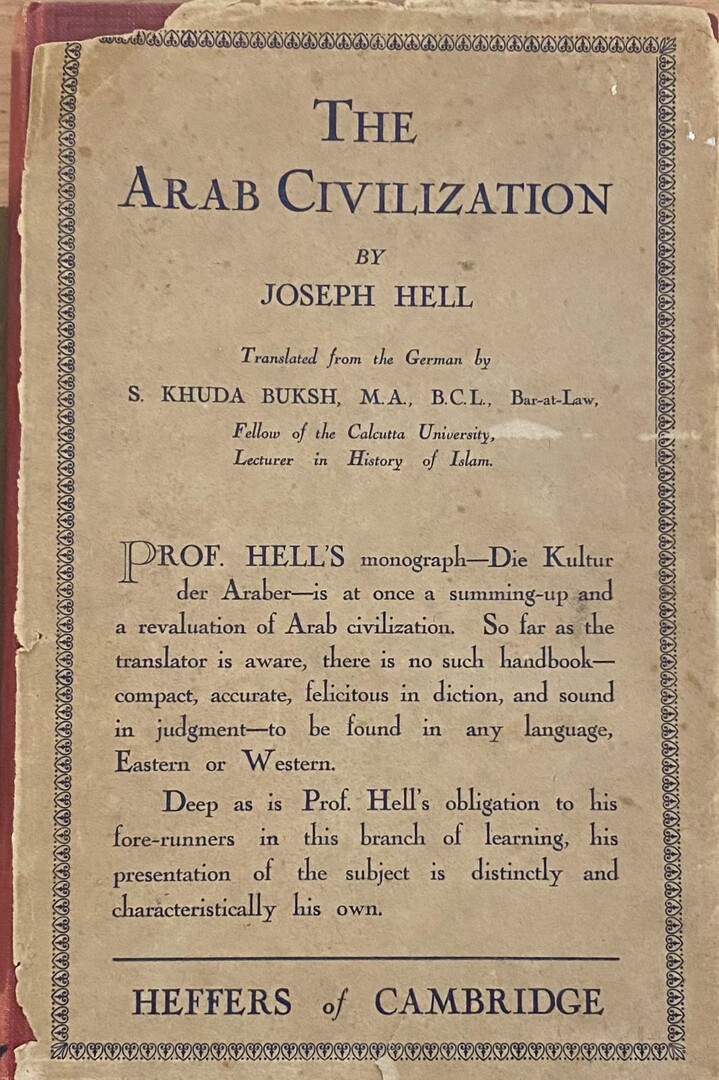 THE
ARAB CIVILIZATION
BY
JOSEPH HELL
Translated from the German by
S. KHUDA BUKSH, M.A., B.C.L., Bar-at-Law,
Fellow of the Calcutta University,
Lecturer in History of Islam.
PROF. HELL'S monograph—Die Kultur
der Araber—is at once a summing-up and
a revaluation of Arab civilization. So far as the
translator is aware, there is no such handbook—
compact, accurate, felicitous in diction, and sound
in judgment—to be found in any language,
Eastern or Western.
Deep as is Prof. Hell's obligation to his
fore-runners in this branch of learning, his
presentation of the subject is distinctly and
characteristically his own.
HEFFERS of CAMBRIDGE